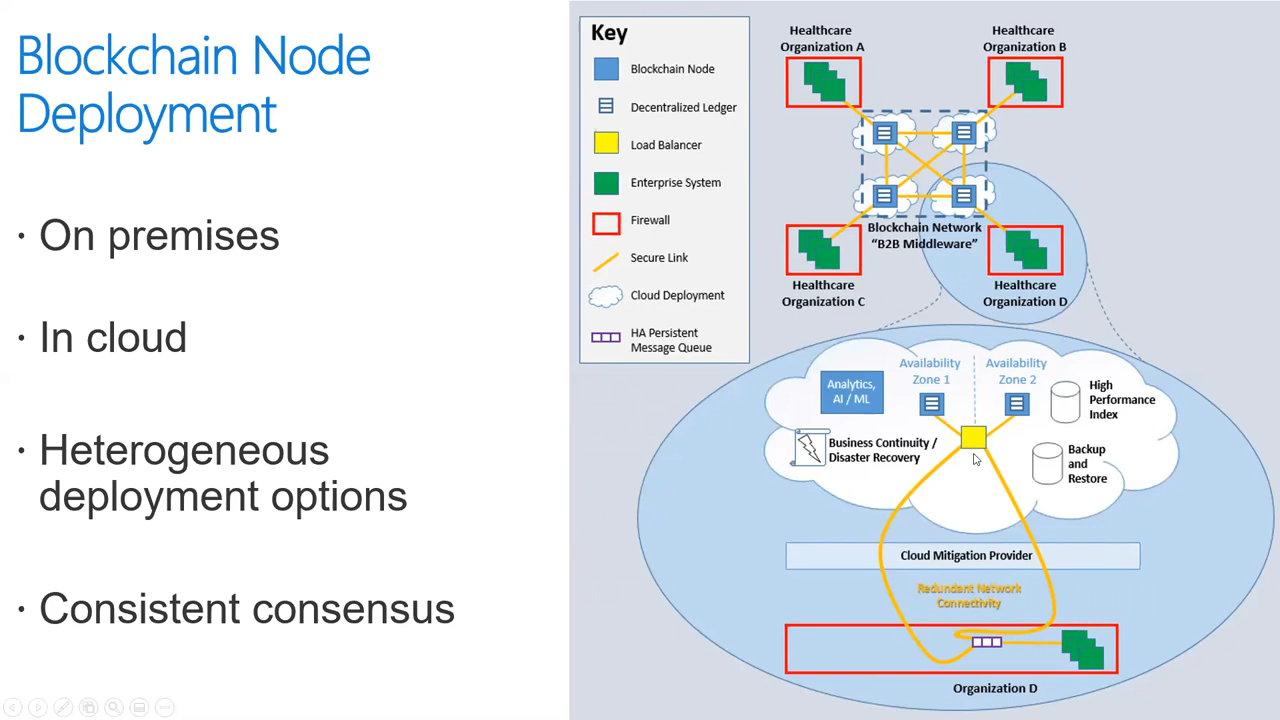 Blockchain Node
Deployment
· On premises
· In cloud
· Heterogeneous
deployment options
· Consistent consensus
Key
Blockchain Node
Decentralized Ledger
Load Balancer
Enterprise System
Firewall
Secure Link
Cloud Deployment
HA Persistent
Message Queue
Healthcare
Organization A
Healthcare
Organization B
Blockchain Network
“B2B Middleware”
Healthcare
Organization C
Healthcare
Organization D
Availability
Zone 1
Availability
Zone 2
Analytics,
AI / ML
High
Performance
Index
Business Continuity /
Disaster Recovery
Backup
and
Restore
Cloud Mitigation Provider
Redundant Network
Connectivity
Organization D